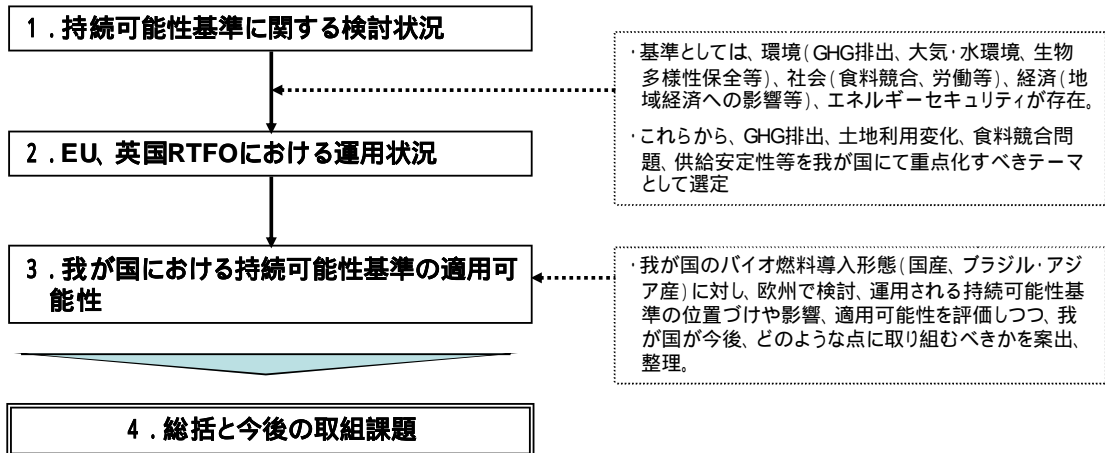 1.持続可能性基準に関する検討状況
・基準としては、環境(GHG排出、大気・水環境、生物
多様性保全等)、社会(食料競合、労働等)、経済(地
域経済への影響等)、エネルギーセキュリティが存在。
・これらから、GHG排出、土地利用変化、食料競合問
題、供給安定性等を我が国にて重点化すべきテーマ
として選定
2.EU、英国RTFOにおける運用状況
3.我が国における持続可能性基準の適用可
能性
・我が国のバイオ燃料導入形態(国産、ブラジル・アジ
ア産)に対し、欧州で検討、運用される持続可能性基
準の位置づけや影響、適用可能性を評価しつつ、我
が国が今後、どのような点に取り組むべきかを案出、
整理。
4.総括と今後の取組課題